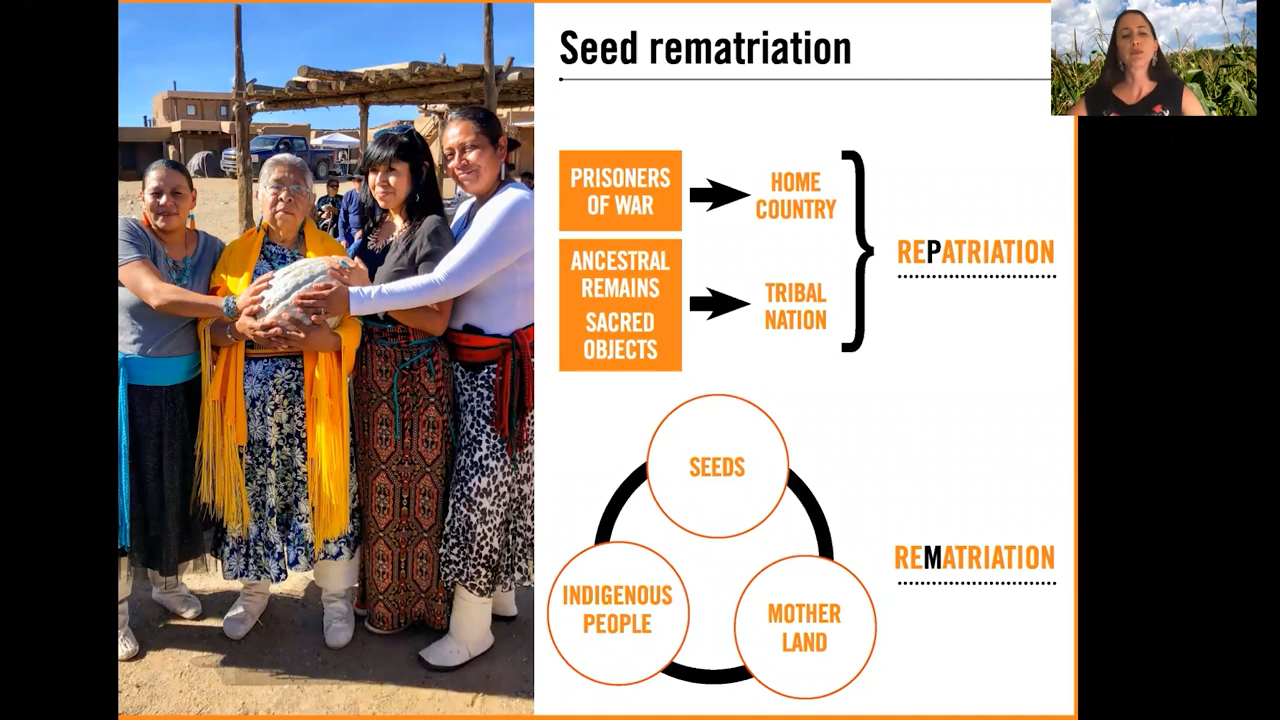 Seed rematriation
PRISONERS
OF WAR
HOME
COUNTRY
ANCESTRAL
REMAINS
SACRED
OBJECTS
TRIBAL
NATION
REPATRIATION
SEEDS
INDIGENOUS
PEOPLE
MOTHER
LAND
REMATRIATION